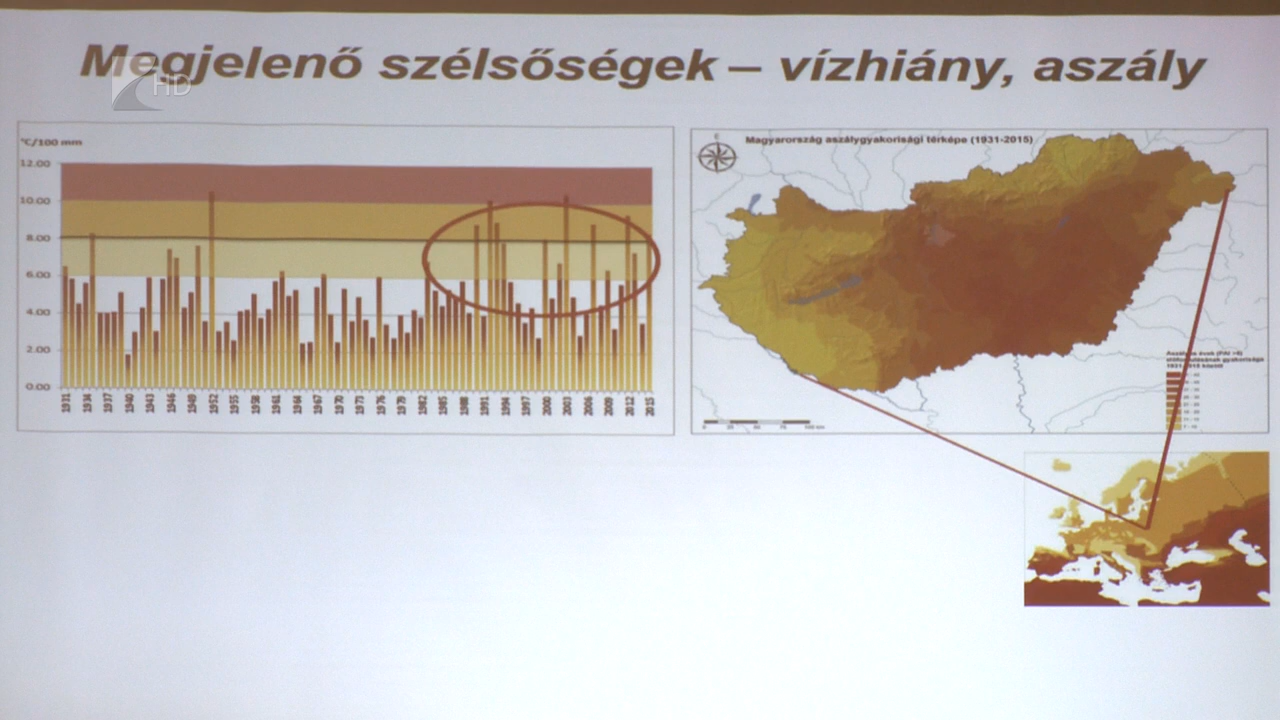 Megjelenő szélsőségek – vízhiány, aszály
HD
°C/100 mm
12.00
10.00
8.00
6.00
4.00
2.00
0.00
1931 1934 1937 1940 1943 1946 1949 1952 1955 1958 1961 1964 1967 1970 1973 1976 1979 1982 1985 1988 1991 1994 1997 2000 2003 2006 2009 2012 2015
Magyarország aszálygyakorisági térképe (1931-2015)
100 km